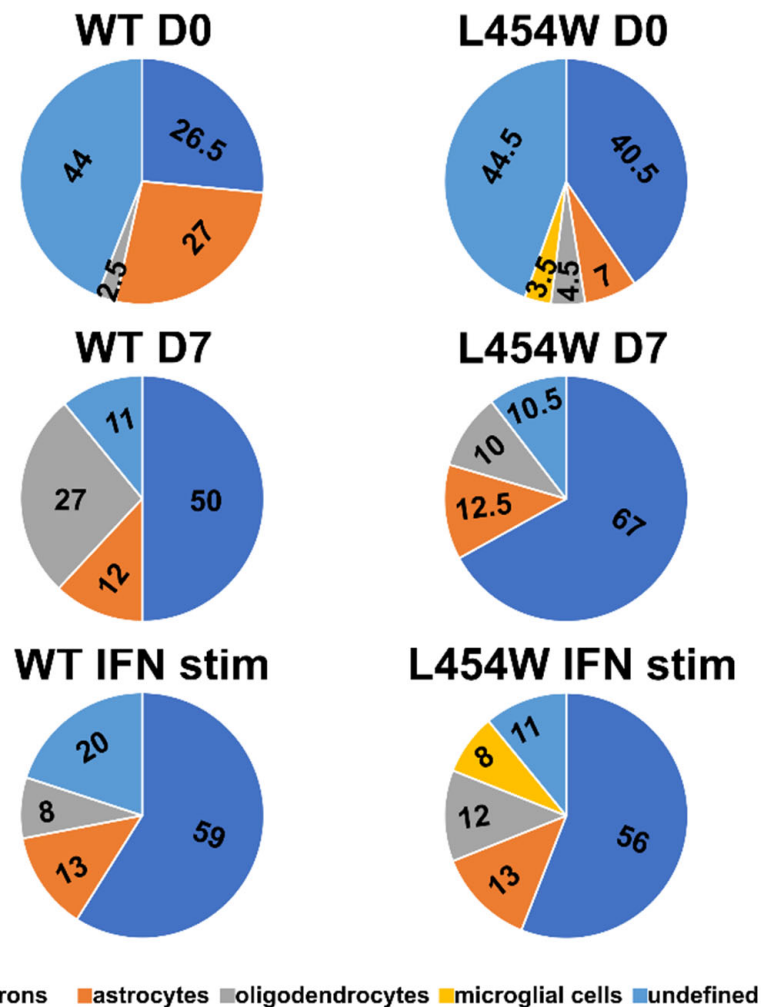 WT D0 L454W D0
44 26.5 27 2.5
44.5 40.5 7 4.5 3.5
WT D7 L454W D7
11 50 12 27
10.5 67 12.5 10
WT IFN stim L454W IFN stim
20 59 13 8
11 56 13 12 8
rons astrocytes oligodendrocytes microglial cells undefined